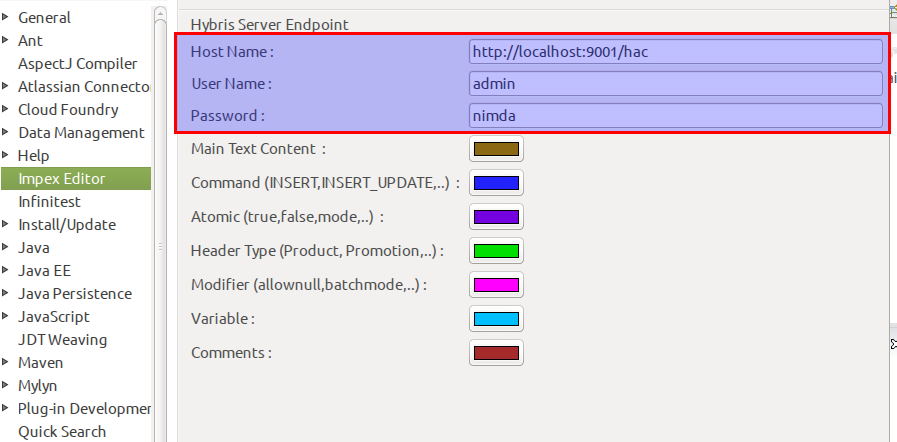 General
Ant
AspectJ Compiler
Atlassian Connecto
Cloud Foundry
Data Management
Help
Impex Editor
Infinitest
Install/Update
Java
Java EE
Java Persistence
JavaScript
JDT Weaving
Maven
Mylyn
Plug-in Developmer
Quick Search
Hybris Server Endpoint
Host Name : http://localhost:9001/hac
User Name : admin
Password : nimda
Main Text Content :
Command (INSERT,INSERT_UPDATE,..) :
Atomic (true,false,mode,..) :
Header Type (Product, Promotion,..) :
Modifier (allownull,batchmode,..) :
Variable :
Comments :